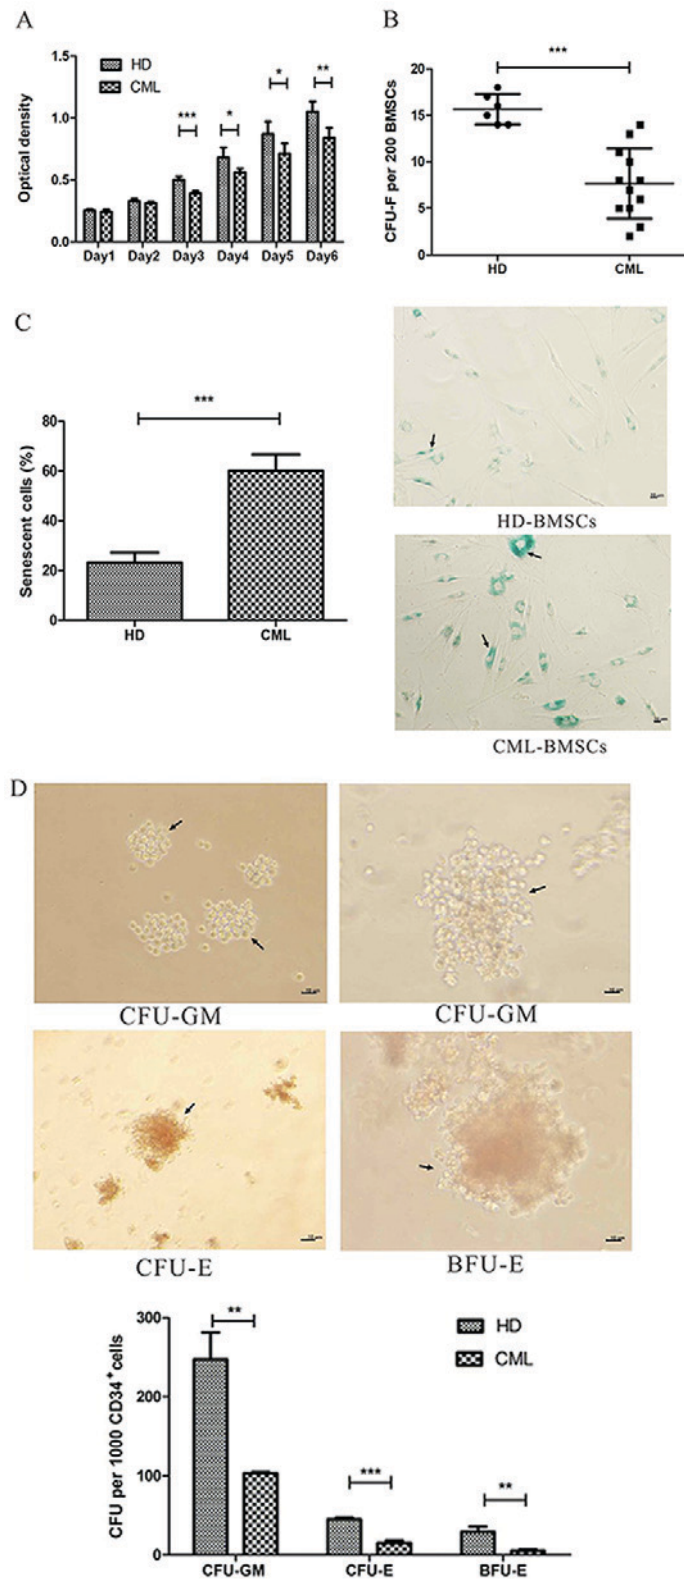 A
Optical density
1.5
1.0
0.5
0.0
HD
CML
***
*
*
**
Day1 Day2 Day3 Day4 Day5 Day6
B
CFU-F per 200 BMSCs
20
15
10
5
0
***
HD CML
C
Senescent cells (%)
80
60
40
20
0
***
HD CML
HD-BMSCs
CML-BMSCs
D
CFU-GM
CFU-GM
CFU-E
BFU-E
CFU per 1000 CD34+cells
300
200
100
0
**
***
**
HD
CML
CFU-GM CFU-E BFU-E